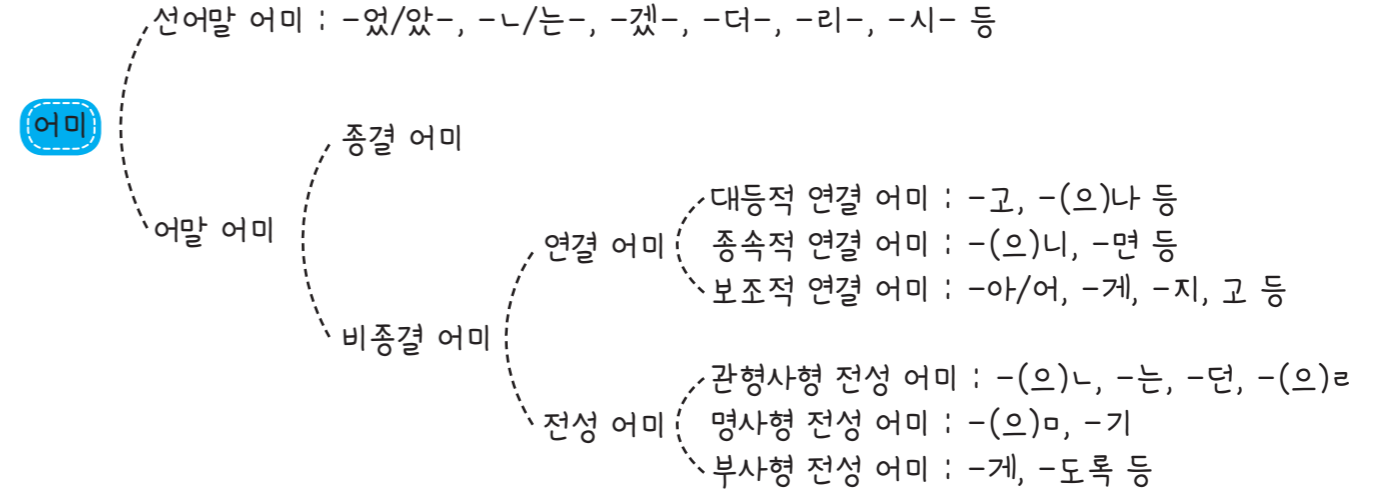 선어말 어미 : -었/았-, -ㄴ/는-, -겠-, -더-, -리-, -시- 등
어미
종결 어미
대등적 연결 어미 : -고, -(으)나 등
어말 어미
연결 어미
종속적 연결 어미 : -(으)니, -면 등
보조적 연결 어미 : -아/어, -게, -지, 고 등
비종결 어미
관형사형 전성 어미 : -(으)ㄴ, -는, -던, -(으)ㄹ
전성 어미
명사형 전성 어미 : -(으)ㅁ, -기
부사형 전성 어미 : -게, -도록 등